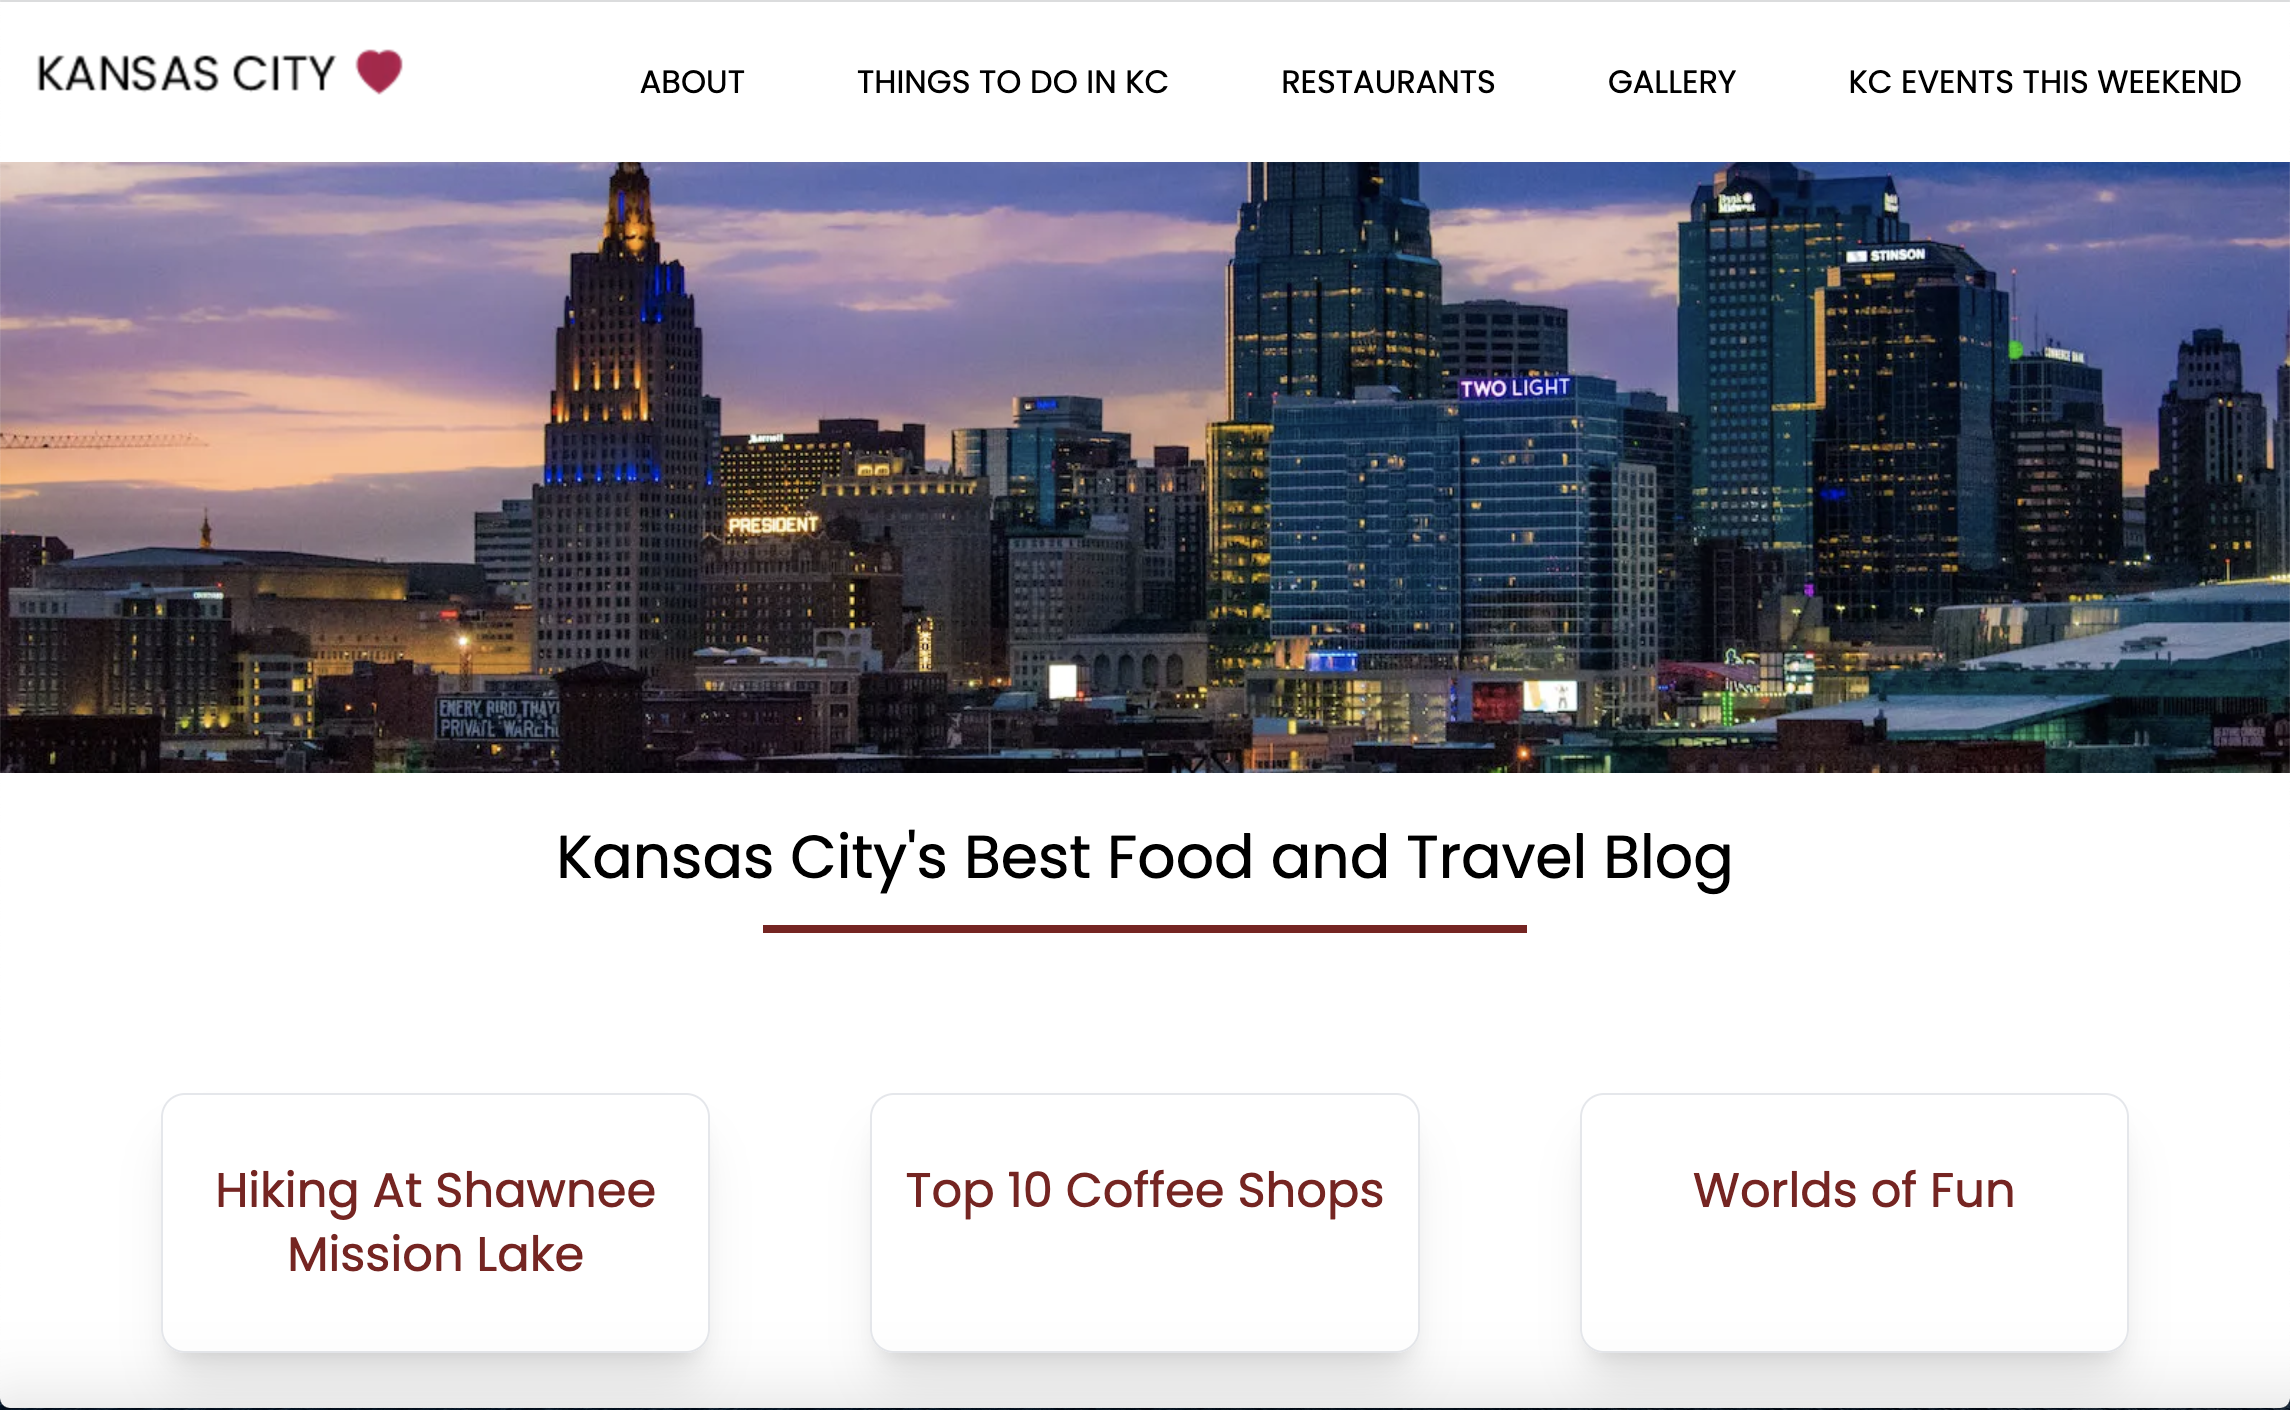 KANSAS CITY
ABOUT
THINGS TO DO IN KC
RESTAURANTS
GALLERY
KC EVENTS THIS WEEKEND
STINSON
TWO LIGHT
Marriott
PRESIDENT
EMERY, BIRD, THAY
PRIVATE WAREH
Kansas City's Best Food and Travel Blog
Hiking At Shawnee
Mission Lake
Top 10 Coffee Shops
Worlds of Fun